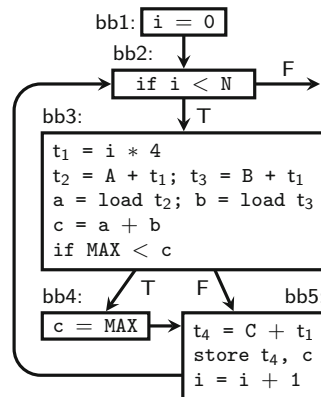 bb1: i = 0
bb2:
if i < N F
T
bb3:
t₁ = i * 4
t₂ = A + t₁; t₃ = B + t₁
a = load t₂; b = load t₃
c = a + b
if MAX < c
T F
bb4: bb5
c = MAX
t₄ = C + t₁
store t₄, c
i = i + 1